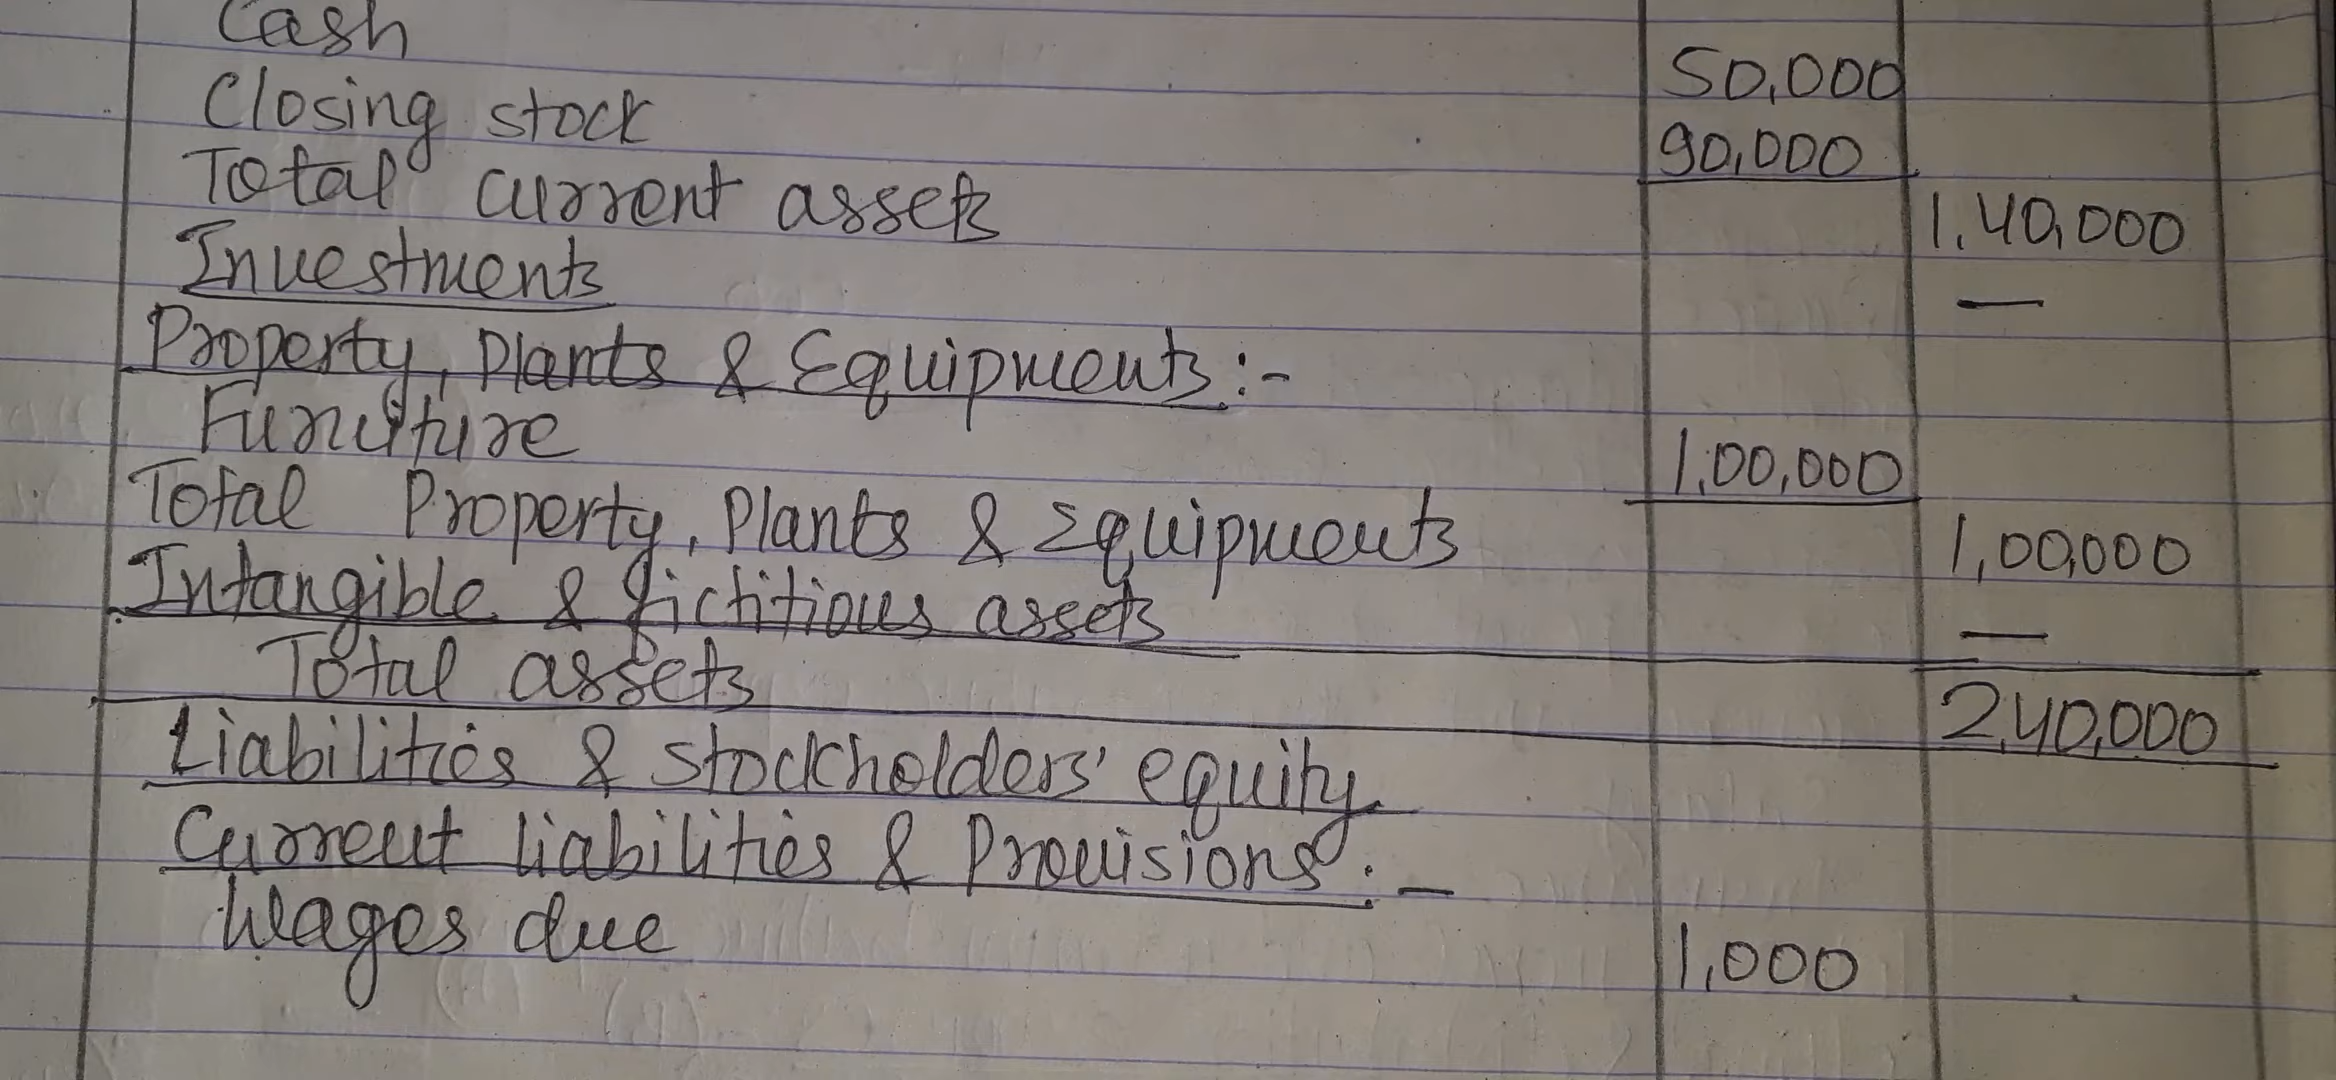 Cash 50,000
Closing stock 90,000
Total current assets 1,40,000
Investments —
Property, Plants & Equipments:-
Furniture 1,00,000
Total Property, Plants & Equipments 1,00,000
Intangible & fictitious assets —
Total assets 2,40,000
Liabilities & stockholders' equity
Current liabilities & Provisions:-
Wages due 1,000